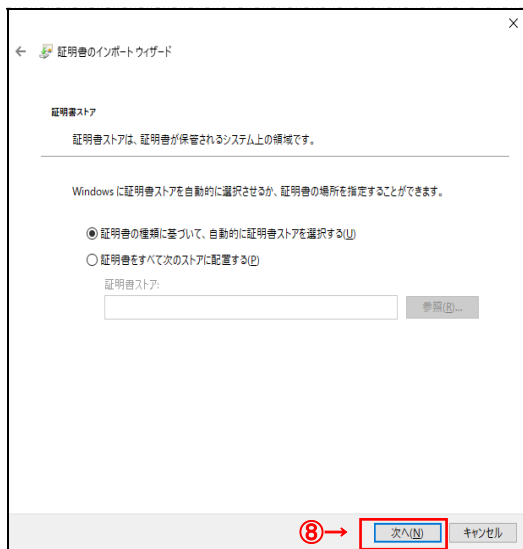 証明書のインポート ウィザード
証明書ストア
証明書ストアは、証明書が保管されるシステム上の領域です。
Windows に証明書ストアを自動的に選択させるか、証明書の場所を指定することができます。
証明書の種類に基づいて、自動的に証明書ストアを選択する(U)
証明書をすべて次のストアに配置する(P)
証明書ストア:
参照(R)...
⑧→ 次へ(N) キャンセル